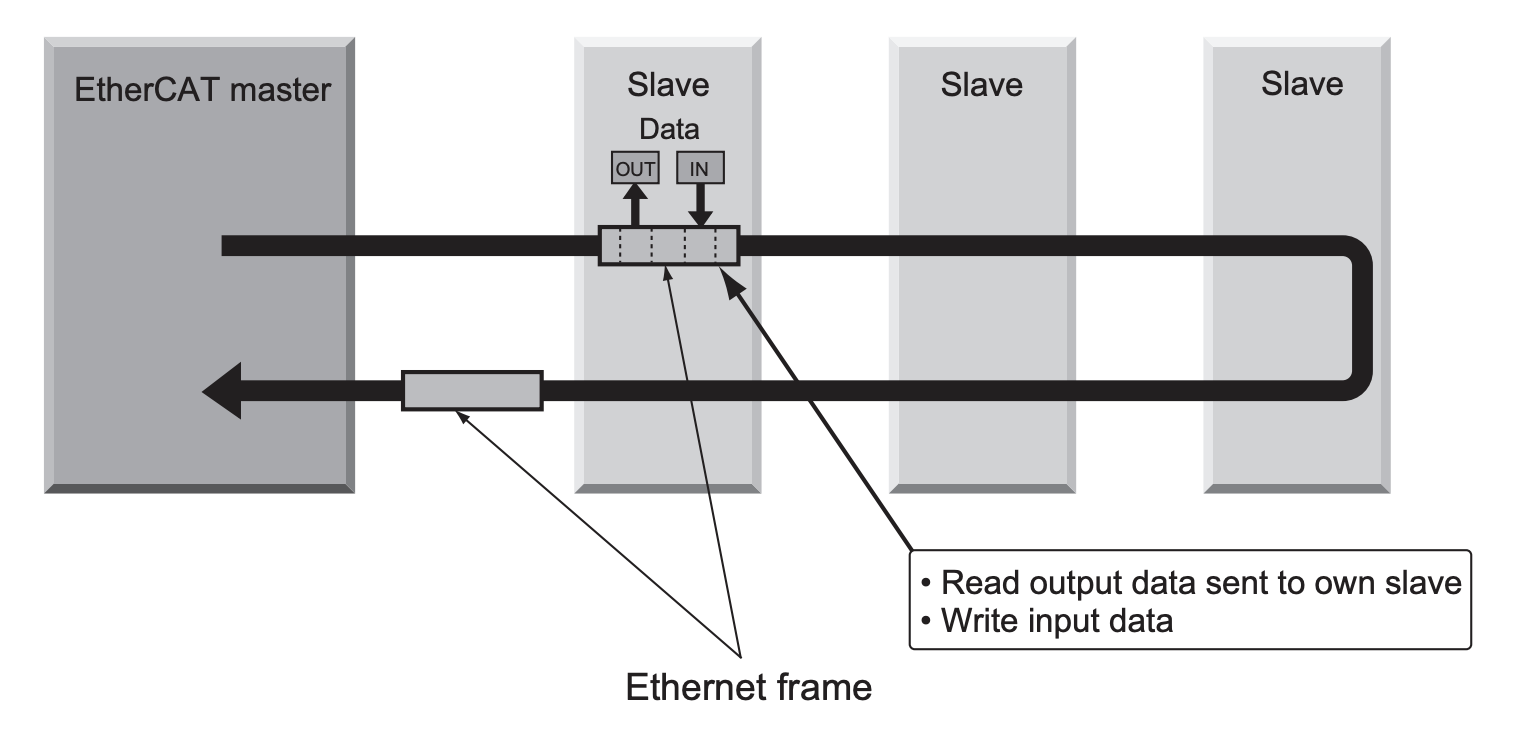 EtherCAT master
Slave
Slave
Slave
Data
OUT
IN
• Read output data sent to own slave
• Write input data
Ethernet frame